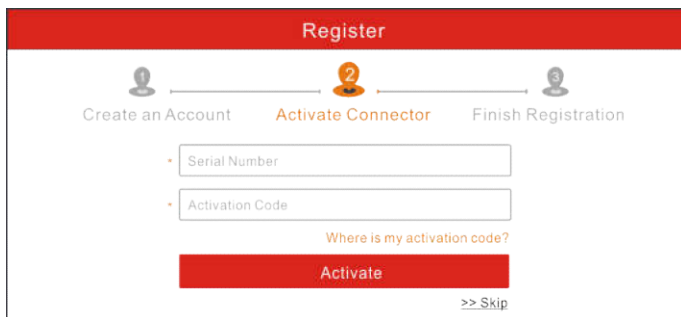 Register
1 2 3
Create an Account Activate Connector Finish Registration
* Serial Number
* Activation Code
Where is my activation code?
Activate
>> Skip